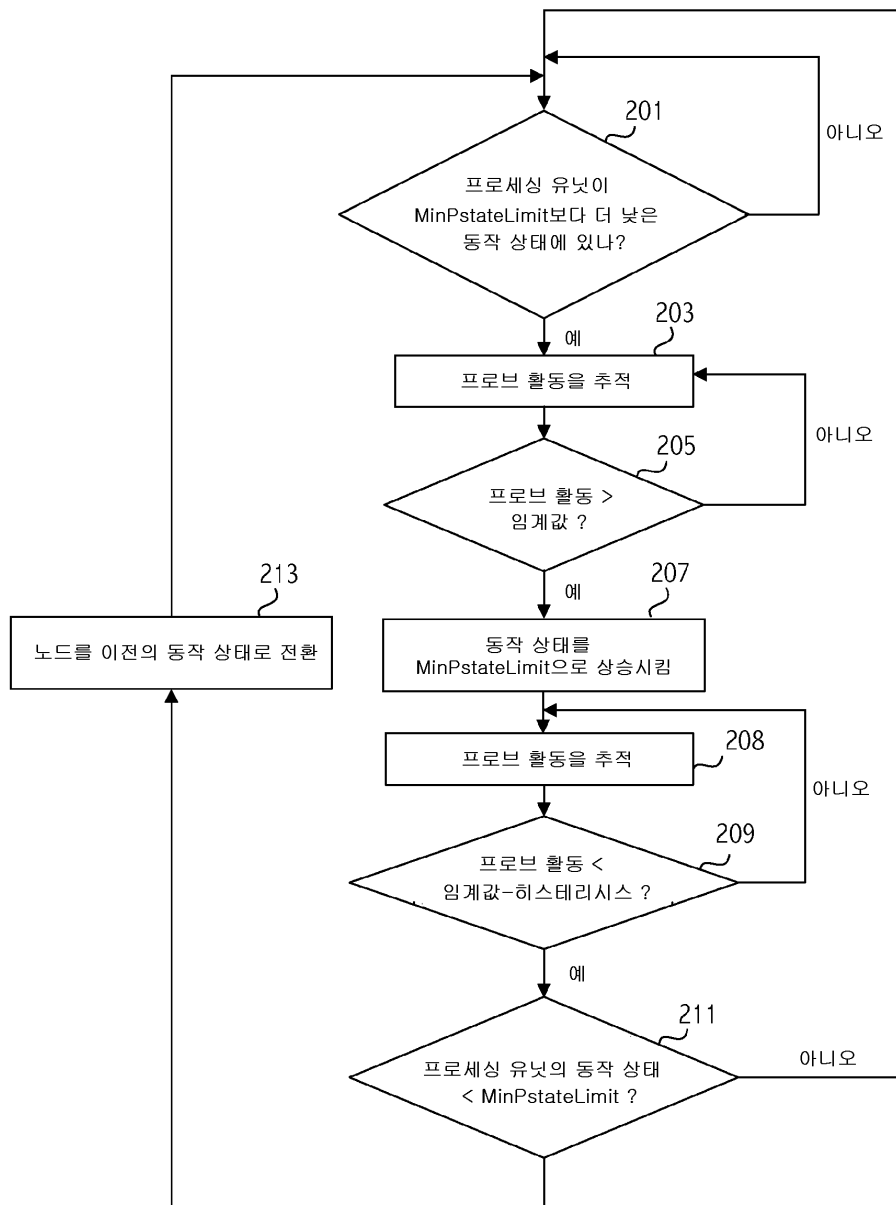 201
아니오
프로세싱 유닛이
MinPstateLimit보다 더 낮은
동작 상태에 있나?
예
203
프로브 활동을 추적
아니오
205
프로브 활동 >
임계값 ?
예
213
노드를 이전의 동작 상태로 전환
207
동작 상태를
MinPstateLimit으로 상승시킴
프로브 활동을 추적
208
아니오
209
프로브 활동 <
임계값-히스테리시스 ?
예
211
아니오
프로세싱 유닛의 동작 상태
< MinPstateLimit ?